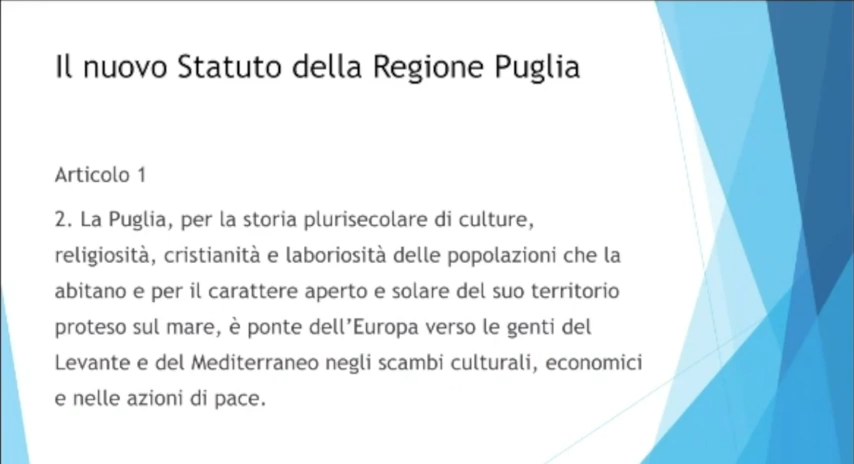 Il nuovo Statuto della Regione Puglia
Articolo 1
2. La Puglia, per la storia plurisecolare di culture,
religiosità, cristianità e laboriosità delle popolazioni che la
abitano e per il carattere aperto e solare del suo territorio
proteso sul mare, è ponte dell'Europa verso le genti del
Levante e del Mediterraneo negli scambi culturali, economici
e nelle azioni di pace.